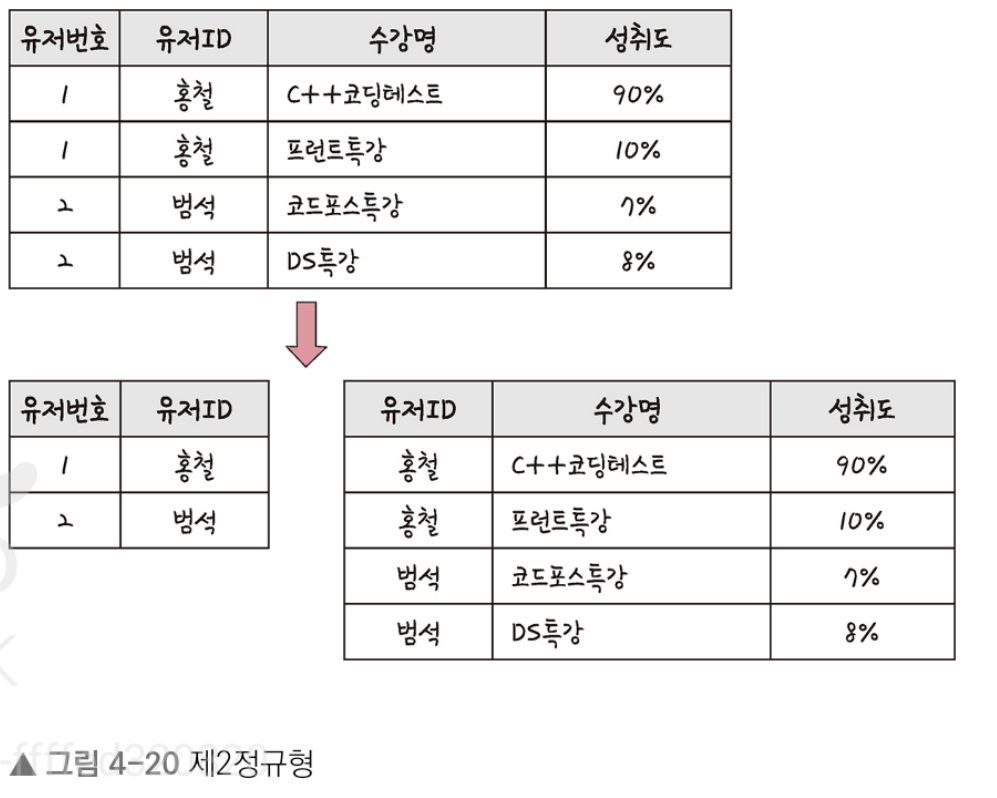 유저번호 유저ID 수강명 성취도
1 홍철 C++코딩테스트 90%
1 홍철 프런트특강 10%
2 범석 코드포스특강 7%
2 범석 DS특강 8%
유저번호 유저ID
1 홍철
2 범석
유저ID 수강명 성취도
홍철 C++코딩테스트 90%
홍철 프런트특강 10%
범석 코드포스특강 7%
범석 DS특강 8%
▲ 그림 4-20 제2정규형